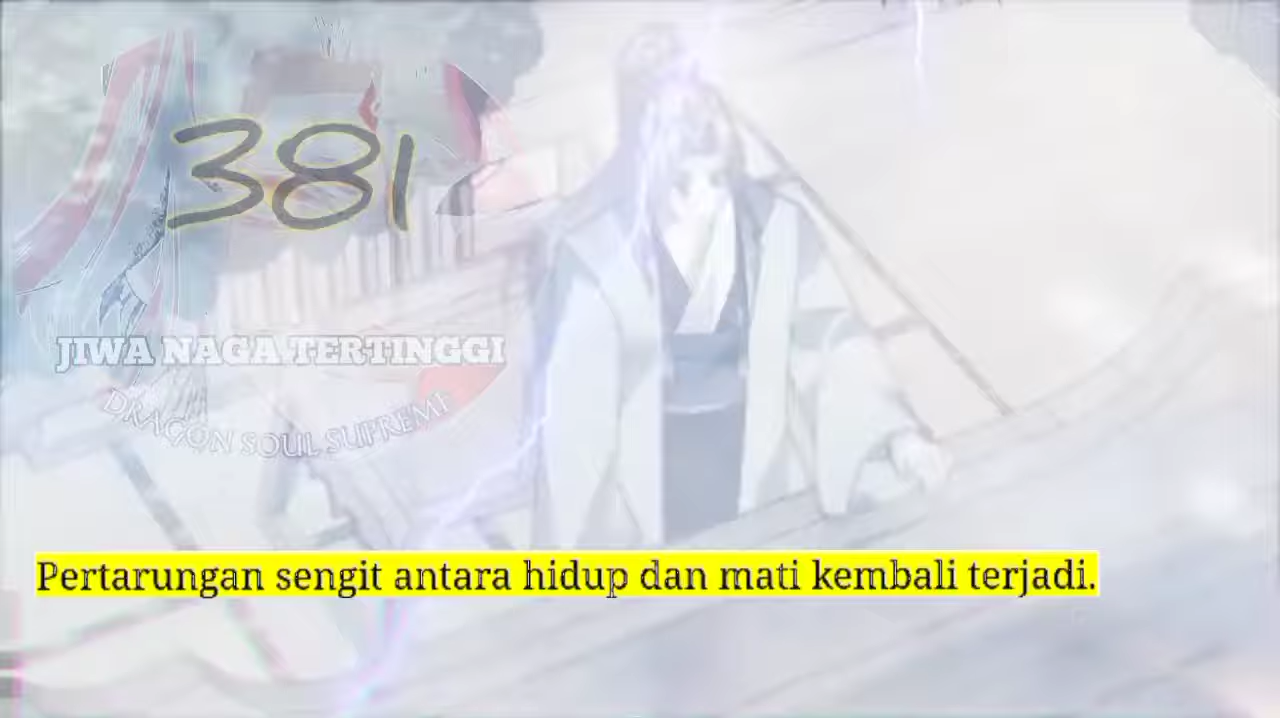 381
JIWA NAGA TERTINGGI
DRAGON SOUL SUPREME
Pertarungan sengit antara hidup dan mati kembali terjadi.